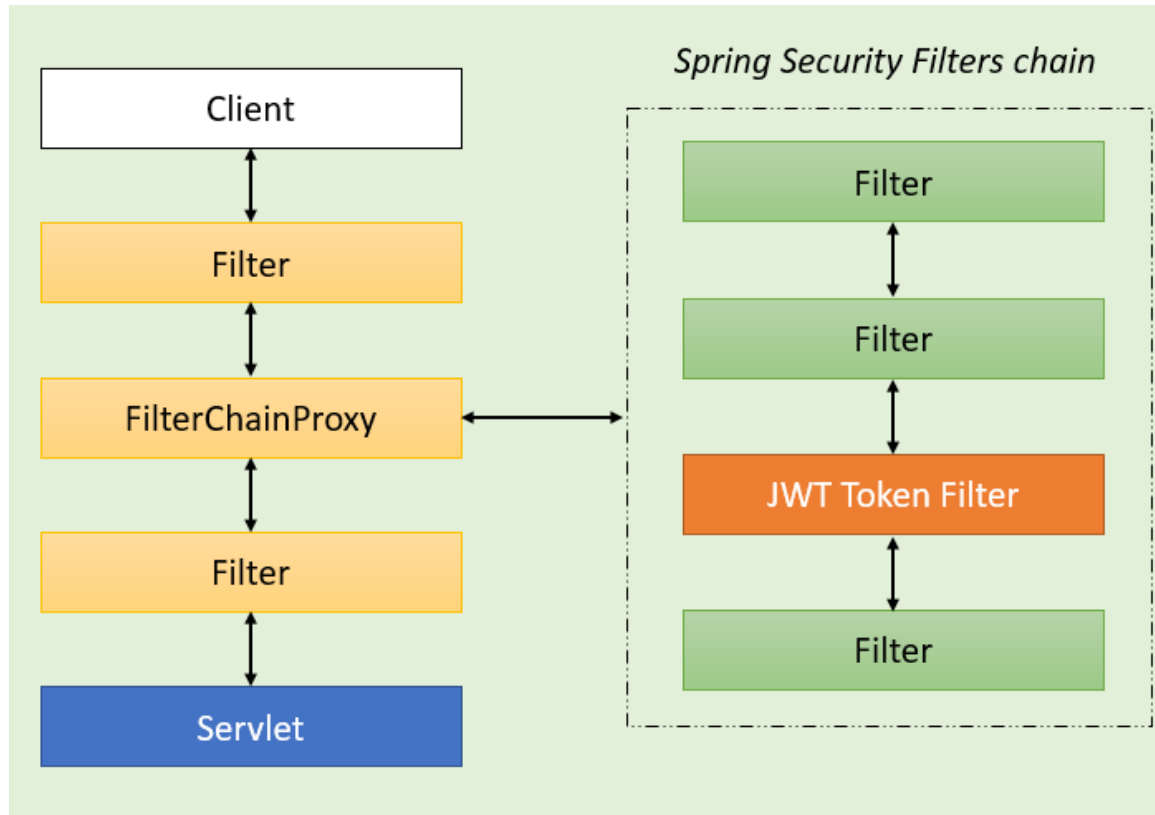 Client
Filter
FilterChainProxy
Filter
Servlet
Spring Security Filters chain
Filter
Filter
JWT Token Filter
Filter